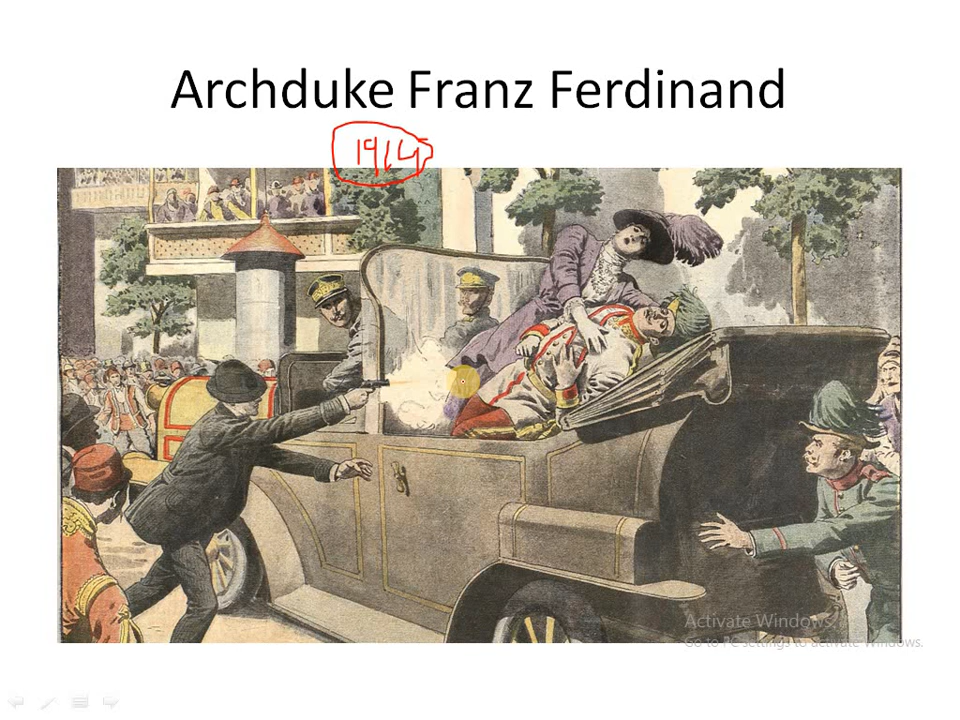 Archduke Franz Ferdinand
1914
Activate Windows
Go to PC settings to activate Windows.